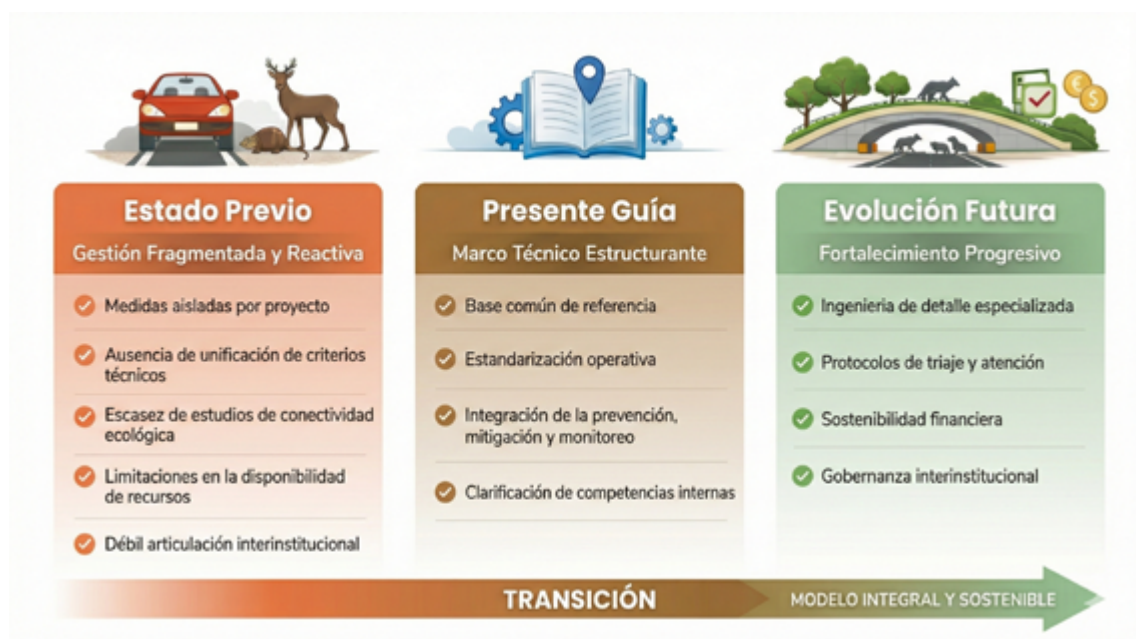 Estado Previo
Gestión Fragmentada y Reactiva
Medidas aisladas por proyecto
Ausencia de unificación de criterios
técnicos
Escasez de estudios de conectividad
ecológica
Limitaciones en la disponibilidad
de recursos
Débil articulación interinstitucional
Presente Guía
Marco Técnico Estructurante
Base común de referencia
Estandarización operativa
Integración de la prevención,
mitigación y monitoreo
Clarificación de competencias internas
Evolución Futura
Fortalecimiento Progresivo
Ingenieria de detalle especializada
Protocolos de triaje y atención
Sostenibilidad financiera
Gobernanza interinstitucional
€
$
TRANSICIÓN
MODELO INTEGRAL Y SOSTENIBLE